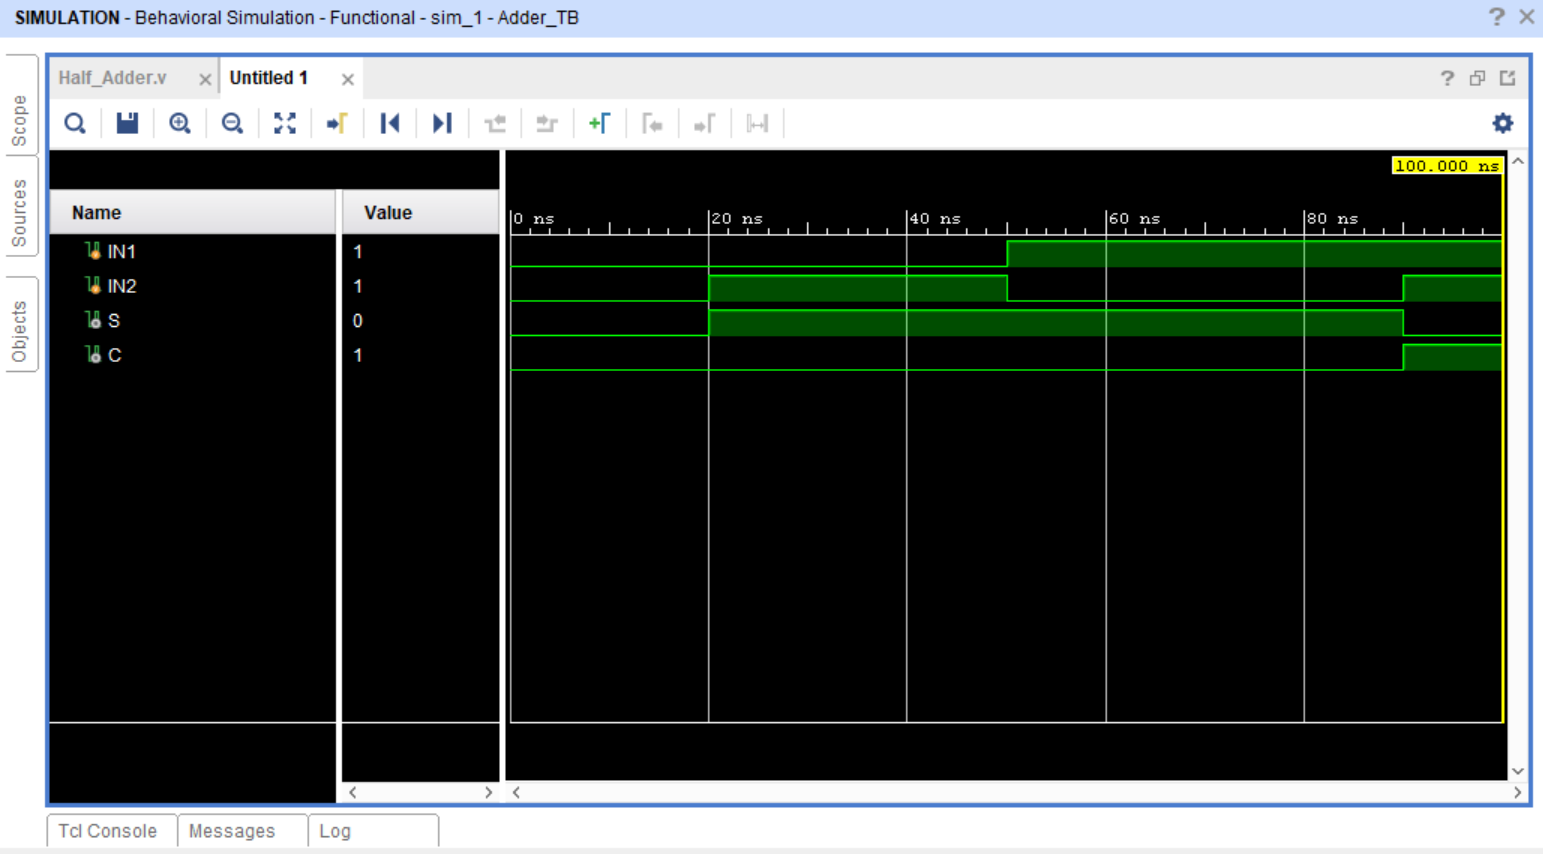 SIMULATION - Behavioral Simulation - Functional - sim_1 - Adder_TB
Scope
Sources
Objects
Half_Adder.v
Untitled 1
100.000 ns
Name Value
0 ns 20 ns 40 ns 60 ns 80 ns
IN1 1
IN2 1
S 0
C 1
Tcl Console Messages Log